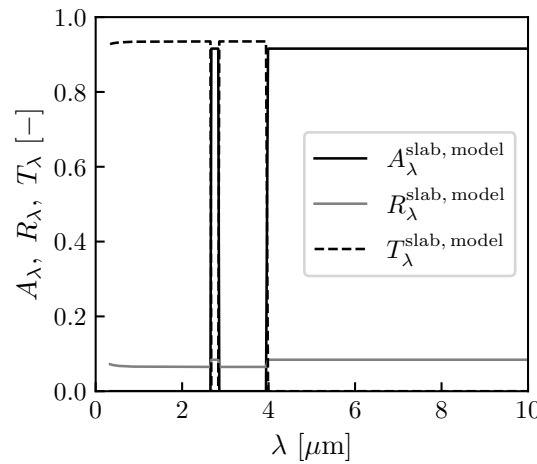 1.0
0.8
0.6
0.4
0.2
0.0
A_λ, R_λ, T_λ [−]
A_λ^{slab, model}
R_λ^{slab, model}
T_λ^{slab, model}
0 2 4 6 8 10
λ [μm]